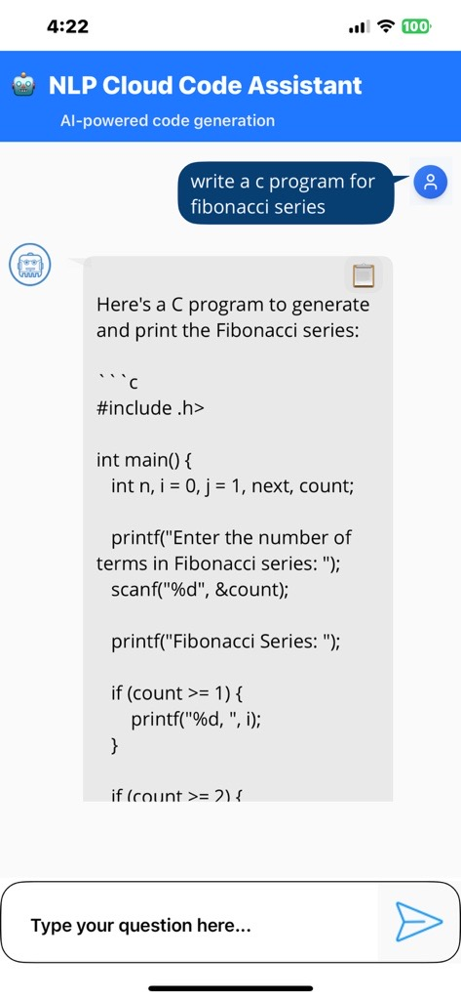 4:22
100
NLP Cloud Code Assistant
AI-powered code generation
write a c program for
fibonacci series
Here's a C program to generate
and print the Fibonacci series:
```c
#include .h>
int main() {
int n, i = 0, j = 1, next, count;
printf("Enter the number of
terms in Fibonacci series: ");
scanf("%d", &count);
printf("Fibonacci Series: ");
if (count >= 1) {
printf("%d, ", i);
}
if (count >= 2) {
Type your question here...